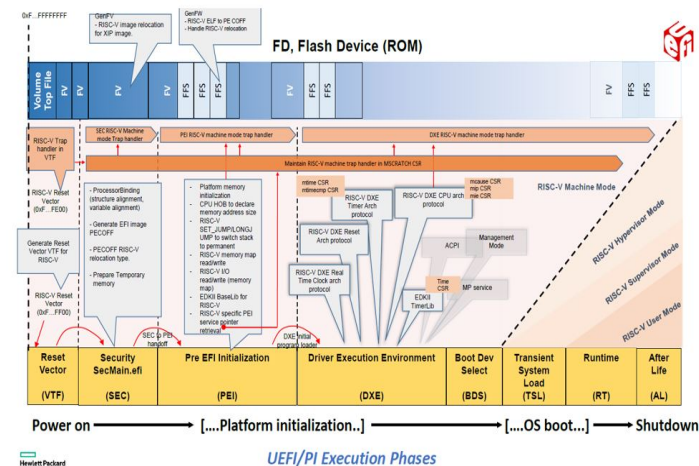 0xF...FFFFFFFF
GenFV
- RISC-V image relocation
for XIP image.
GenFW
- RISC-V ELF to PE COFF
- Handle RISC-V relocation
FD, Flash Device (ROM)
UEFI
Volume
Top File
FV
FV
FV
FV
FFS
FFS
FFS
FV
FFS
FFS
FV
FFS
FFS
RISC-V Trap
handler in
VTF
SEC RISC-V Machine
mode Trap handler
PEI RISC-V machine mode trap handler
DXE RISC-V machine mode trap handler
Maintain RISC-V machine trap handler in MSCRATCH CSR
RISC-V Reset
Vector
(0xF...FE00)
Generate Reset
Vector VTF for
RISC-V
RISC-V Reset
Vector
(0xF...FF00)
- ProcessorBinding
(structure alignment,
variable alignment)
- Generate EFI image
PECOFF
- PECOFF RISC-V
relocation type.
- Prepare Temporary
memory
SEC to PEI
handoff
- Platform memory
initialization
- CPU HOB to declare
memory address size
- RISC-V
SET_JUMP/LONGJ
UMP to switch stack
to permanent
- RISC-V memory map
read/write
- RISC-V I/O
read/write (memory
map)
- EDKII BaseLib for
RISC-V
- RISC-V specific PEI
service pointer
retrieval
DXE initial
program loader
mtime CSR
mtimecmp CSR
RISC-V DXE
Timer Arch
protocol
RISC-V DXE Reset
Arch protocol
RISC-V DXE Real
Time Clock arch
Protocol
mcause CSR
mip CSR
mie CSR
RISC-V DXE CPU arch
protocol
ACPI
Management
Mode
Time
CSR
MP service
EDKII
TimerLib
RISC-V Machine Mode
RISC-V Hypervisor Mode
RISC-V Supervisor Mode
RISC-V User Mode
Reset
Vector
(VTF)
Security
SecMain.efi
(SEC)
Pre EFI Initialization
(PEI)
Driver Execution Environment
(DXE)
Boot Dev
Select
(BDS)
Transient
System
Load
(TSL)
Runtime
(RT)
After
Life
(AL)
Power on [....Platform initialization..] [....OS boot...] Shutdown
Hewlett Packard
UEFI/PI Execution Phases